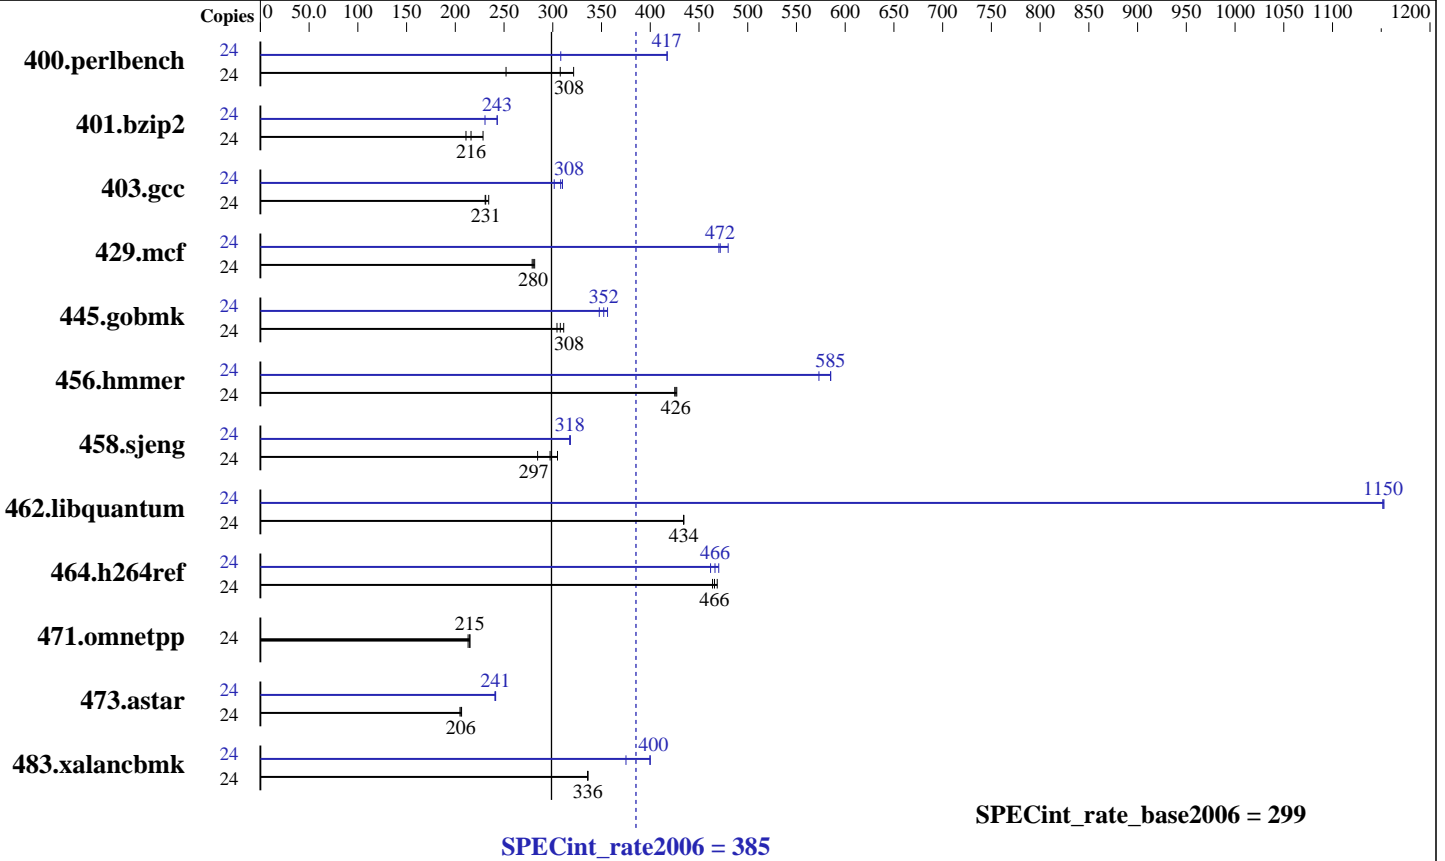 Copies 0 50.0 100 150 200 250 300 350 400 450 500 550 600 650 700 750 800 850 900 950 1000 1050 1100 1200
400.perlbench 24 417
24 308
401.bzip2 24 243
24 216
403.gcc 24 308
24 231
429.mcf 24 472
24 280
445.gobmk 24 352
24 308
456.hmmer 24 585
24 426
458.sjeng 24 318
24 297
462.libquantum 24 1150
24 434
464.h264ref 24 466
24 466
471.omnetpp 24 215
473.astar 24 241
24 206
483.xalancbmk 24 400
24 336
SPECint_rate_base2006 = 299
SPECint_rate2006 = 385